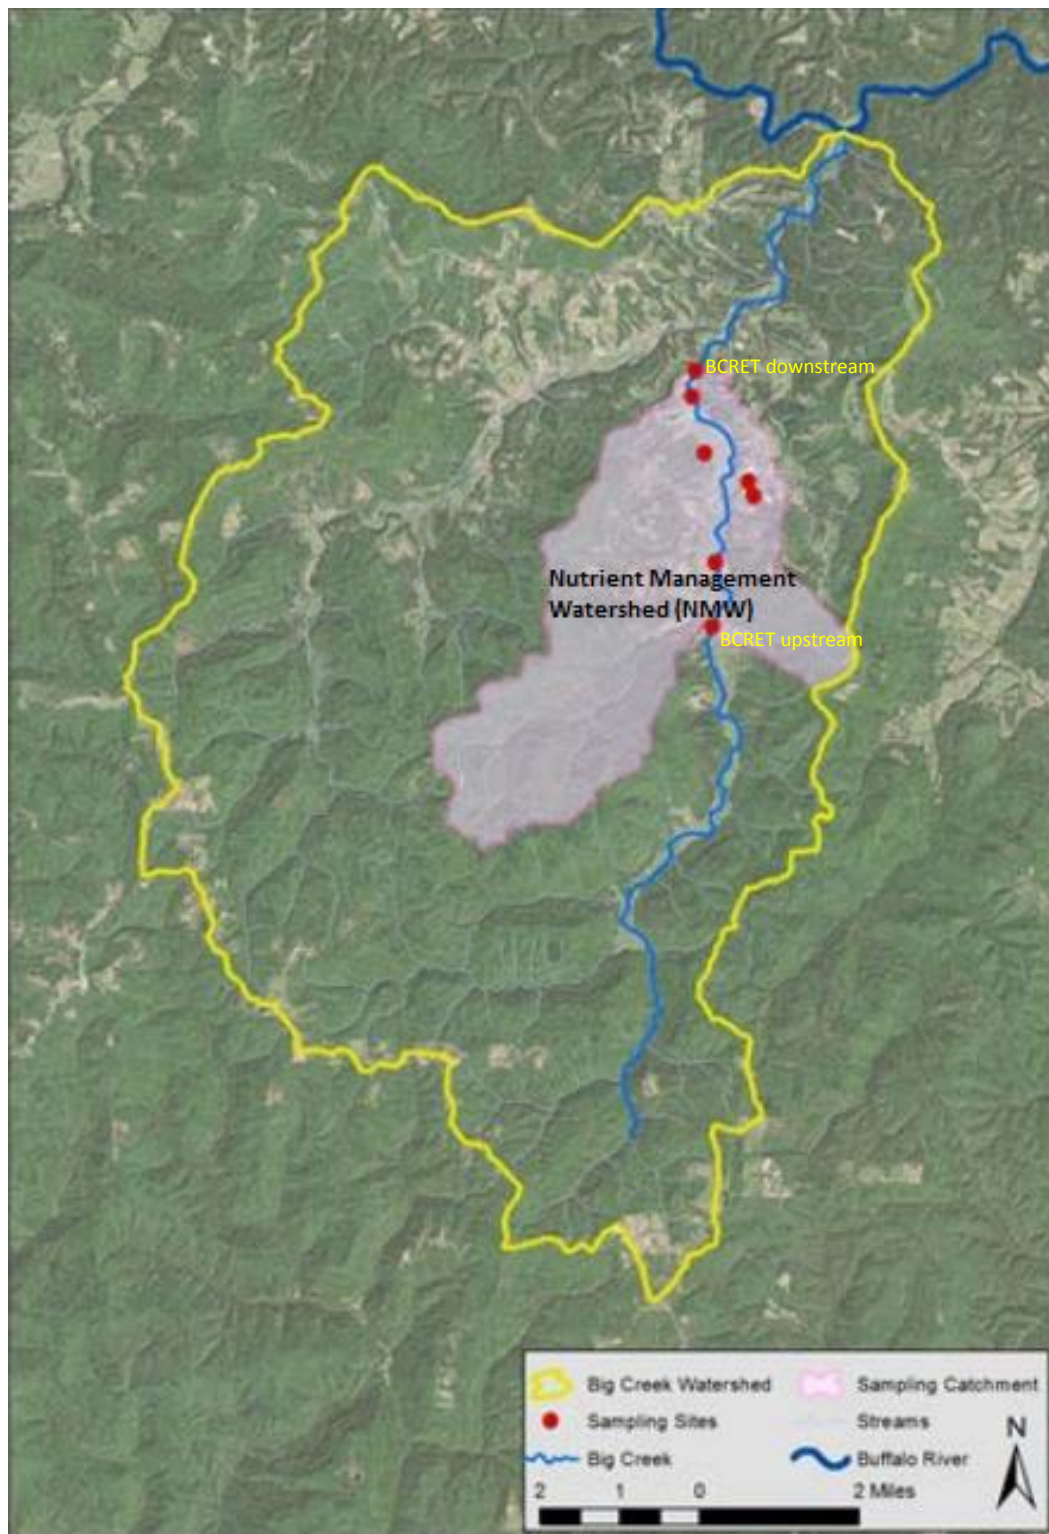 BCRET downstream
Nutrient Management
Watershed (NMW)
BCRET upstream
Big Creek Watershed
Sampling Catchment
Sampling Sites
Streams
N
Big Creek
Buffalo River
2 1 0 2 Miles